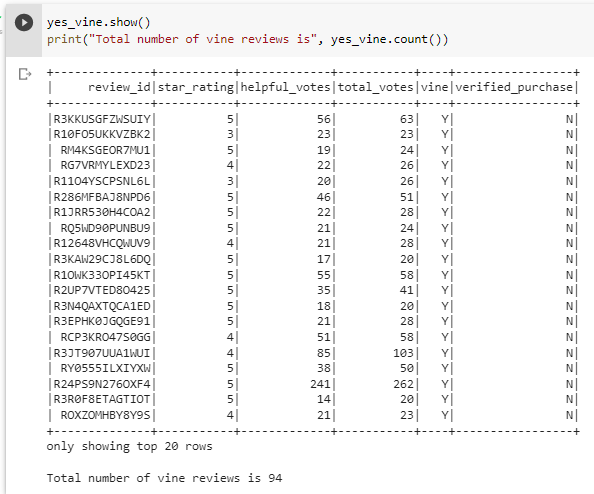 yes_vine.show()
print("Total number of vine reviews is", yes_vine.count())
+--------------+-----------+-------------+-----------+----+-----------------+
|     review_id|star_rating|helpful_votes|total_votes|vine|verified_purchase|
+--------------+-----------+-------------+-----------+----+-----------------+
|R3KKUSGFZWSUIY|          5|           56|         63|   Y|                N|
|R10FO5UKKVZBK2|          3|           23|         23|   Y|                N|
| RM4KSGEOR7MU1|          5|           19|         24|   Y|                N|
| RG7VRMYLEXD23|          4|           22|         26|   Y|                N|
|R11O4YSCPSNL6L|          3|           20|         26|   Y|                N|
|R286MFBAJ8NPD6|          5|           46|         51|   Y|                N|
|R1JRR530H4COA2|          5|           22|         28|   Y|                N|
| RQ5WD90PUNBU9|          5|           21|         24|   Y|                N|
|R12648VHCQWUV9|          4|           21|         28|   Y|                N|
|R3KAW29CJ8L6DQ|          5|           17|         20|   Y|                N|
|R1OWK33OPI45KT|          5|           55|         58|   Y|                N|
|R2UP7VTED8O425|          5|           35|         41|   Y|                N|
|R3N4QAXTQCA1ED|          5|           18|         20|   Y|                N|
|R3EPHK0JGQGE91|          5|           21|         28|   Y|                N|
| RCP3KRO47S0GG|          4|           51|         58|   Y|                N|
|R3JT907UUA1WUI|          4|           85|        103|   Y|                N|
| RY0555ILXIYXW|          5|           38|         50|   Y|                N|
|R24PS9N276OXF4|          5|          241|        262|   Y|                N|
|R3R0F8ETAGTIOT|          5|           14|         20|   Y|                N|
| ROXZOMHBY8Y9S|          4|           21|         23|   Y|                N|
+--------------+-----------+-------------+-----------+----+-----------------+
only showing top 20 rows
Total number of vine reviews is 94